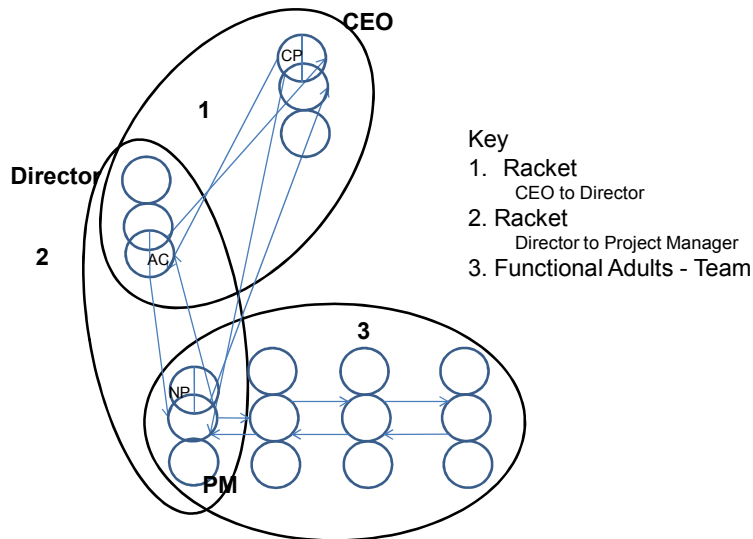 CEO
CP
1
Director
AC
2
Key
1. Racket
CEO to Director
2. Racket
Director to Project Manager
3. Functional Adults - Team
3
NP
PM